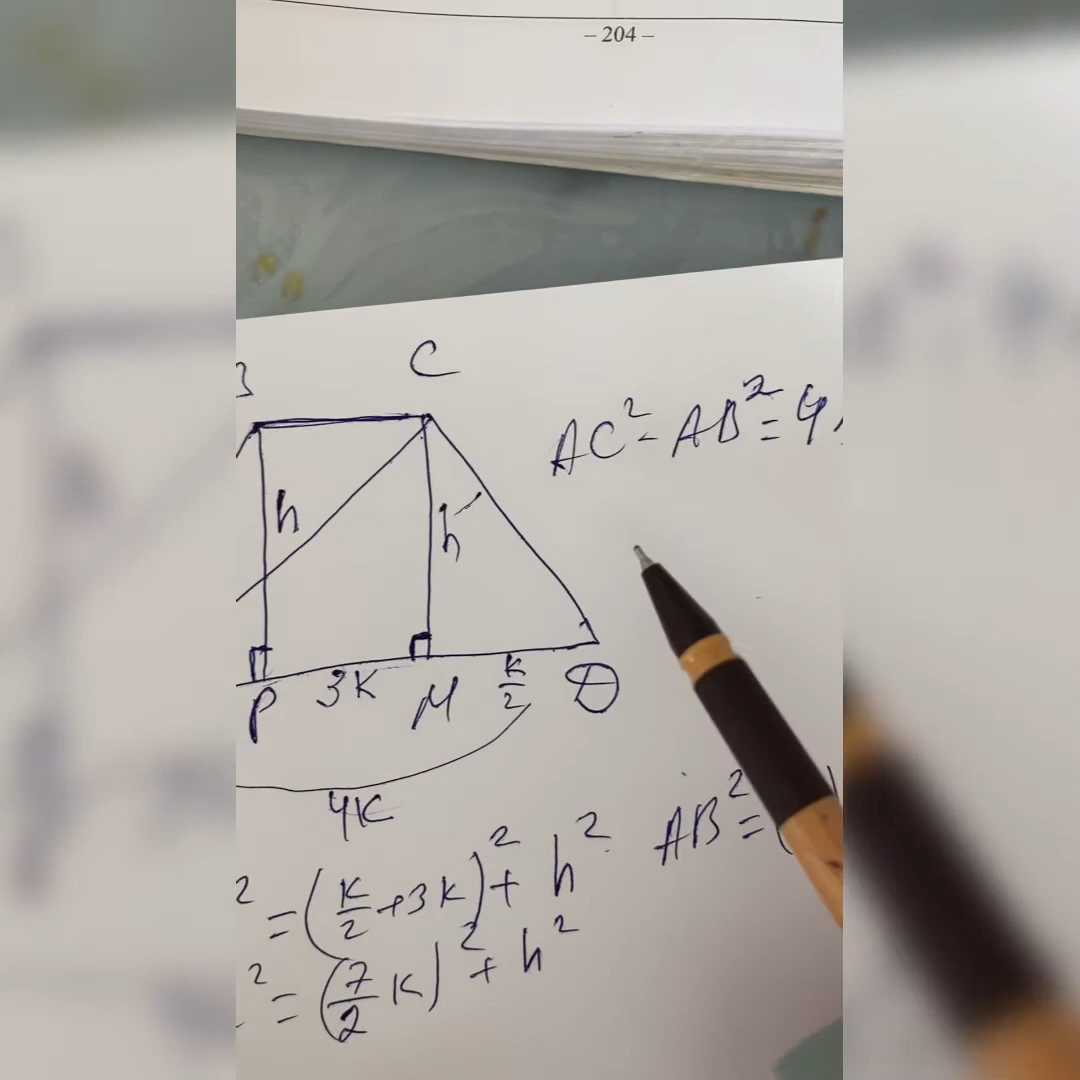 – 204 –
C
AC² - AB² = 4
h
h
P 3K M K/2 D
4K
AB² = (
² = (K/2 + 3K)² + h²
² = (7/2 K)² + h²